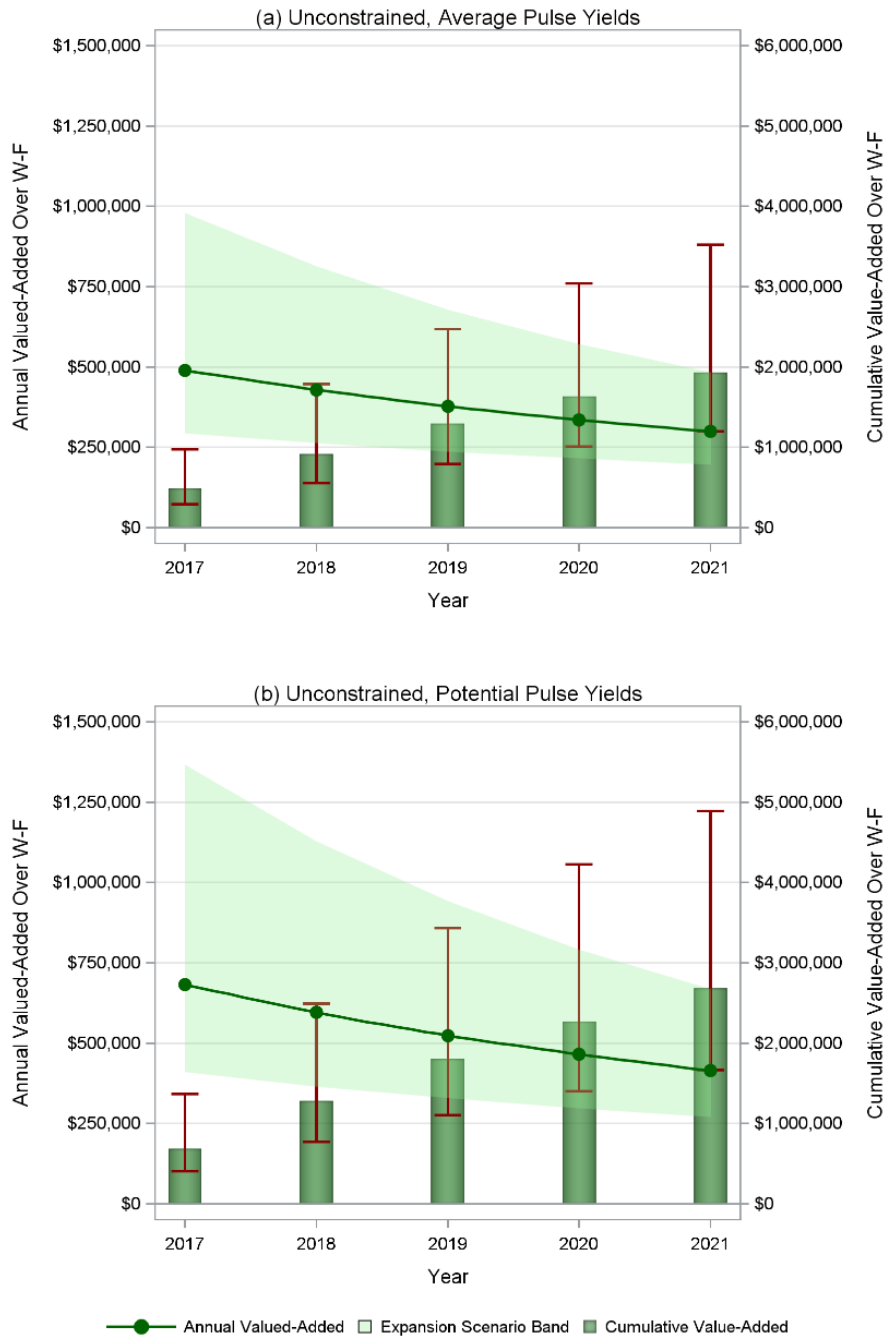 (a) Unconstrained, Average Pulse Yields
$1,500,000
$1,250,000
$1,000,000
$750,000
$500,000
$250,000
$0
Annual Valued-Added Over W-F
$6,000,000
$5,000,000
$4,000,000
$3,000,000
$2,000,000
$1,000,000
$0
Cumulative Value-Added Over W-F
2017 2018 2019 2020 2021
Year
(b) Unconstrained, Potential Pulse Yields
$1,500,000
$1,250,000
$1,000,000
$750,000
$500,000
$250,000
$0
Annual Valued-Added Over W-F
$6,000,000
$5,000,000
$4,000,000
$3,000,000
$2,000,000
$1,000,000
$0
Cumulative Value-Added Over W-F
2017 2018 2019 2020 2021
Year
Annual Valued-Added Expansion Scenario Band Cumulative Value-Added